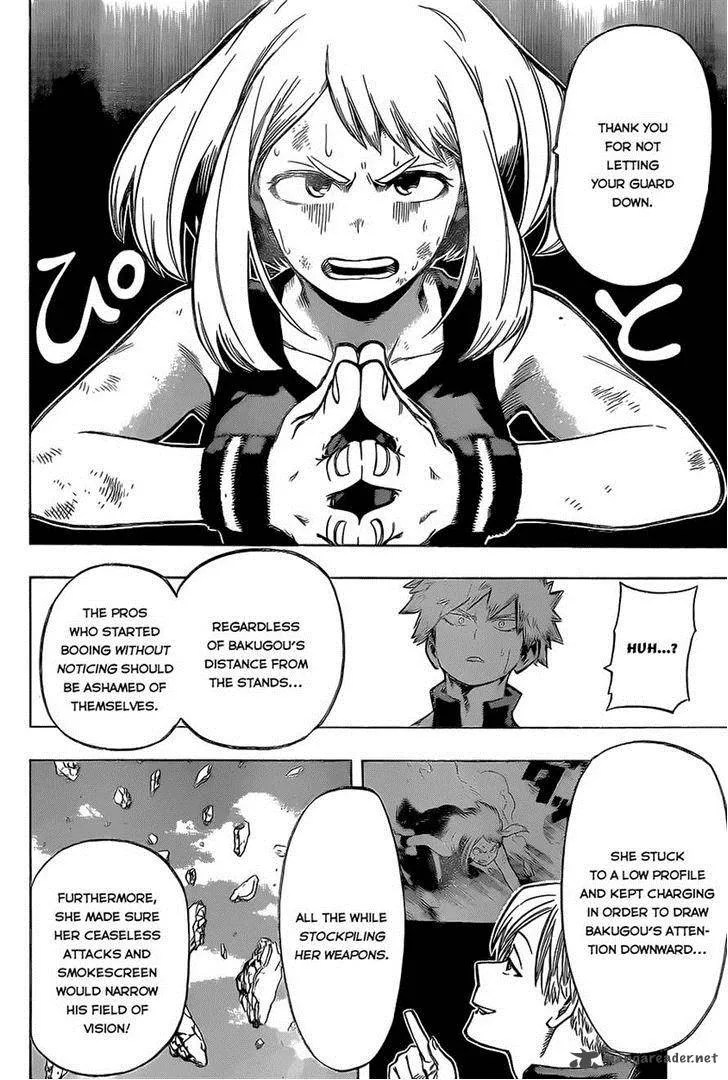 THANK YOU
FOR NOT
LETTING
YOUR GUARD
DOWN.
ぴ
と
HUH...?
REGARDLESS
OF BAKUGOU'S
DISTANCE FROM
THE STANDS...
THE PROS
WHO STARTED
BOOING WITHOUT
NOTICING SHOULD
BE ASHAMED OF
THEMSELVES.
SHE STUCK
TO A LOW PROFILE
AND KEPT CHARGING
IN ORDER TO DRAW
BAKUGOU'S ATTEN-
TION DOWNWARD...
ALL THE WHILE
STOCKPILING
HER WEAPONS.
FURTHERMORE,
SHE MADE SURE
HER CEASELESS
ATTACKS AND
SMOKESCREEN
WOULD NARROW
HIS FIELD OF
VISION!
mangareader.net